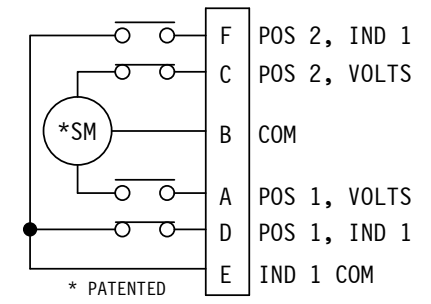 F POS 2, IND 1
C POS 2, VOLTS
*SM B COM
A POS 1, VOLTS
D POS 1, IND 1
E IND 1 COM
* PATENTED